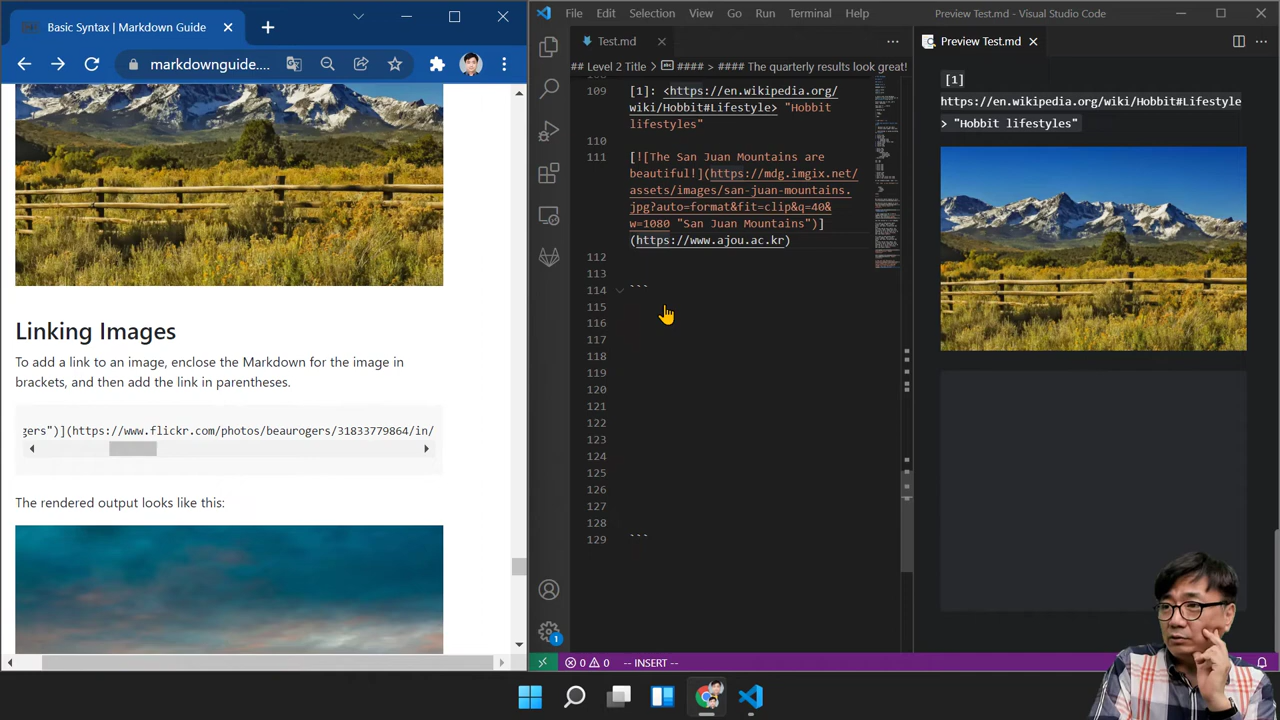 Basic Syntax | Markdown Guide
markdownguide....
Linking Images
To add a link to an image, enclose the Markdown for the image in
brackets, and then add the link in parentheses.
gers")](https://www.flickr.com/photos/beaurogers/31833779864/in/
The rendered output looks like this:
File Edit Selection View Go Run Terminal Help
Preview Test.md - Visual Studio Code
Test.md
## Level 2 Title > #### > #### The quarterly results look great!
109 [1]: <https://en.wikipedia.org/
wiki/Hobbit#Lifestyle> "Hobbit
lifestyles"
110
111 [![The San Juan Mountains are
beautiful!](https://mdg.imgix.net/
assets/images/san-juan-mountains.
jpg?auto=format&fit=clip&q=40&
w=1080 "San Juan Mountains")]
(https://www.ajou.ac.kr)
112
113
114 ```
115
116
117
118
119
120
121
122
123
124
125
126
127
128 ```
129
0 0 -- INSERT --
1
Preview Test.md
[1]
https://en.wikipedia.org/wiki/Hobbit#Lifestyle
> "Hobbit lifestyles"